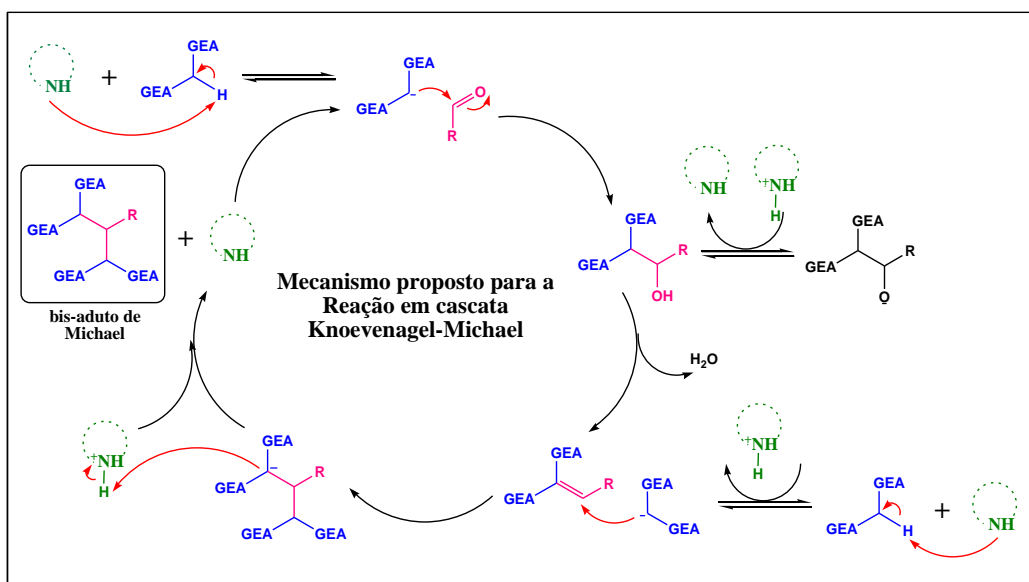 GEA
NH
+
GEA
H
GEA
GEA
-
O
R
GEA
GEA
R
GEA
GEA
bis-aduto de
Michael
+
NH
Mecanismo proposto para a
Reação em cascata
Knoevenagel-Michael
GEA
GEA
R
OH
NH
+NH
H
GEA
GEA
R
O
-
H2O
+NH
H
GEA
GEA
-
R
GEA
GEA
GEA
GEA
R
GEA
-
GEA
+NH
H
GEA
GEA
H
+
NH